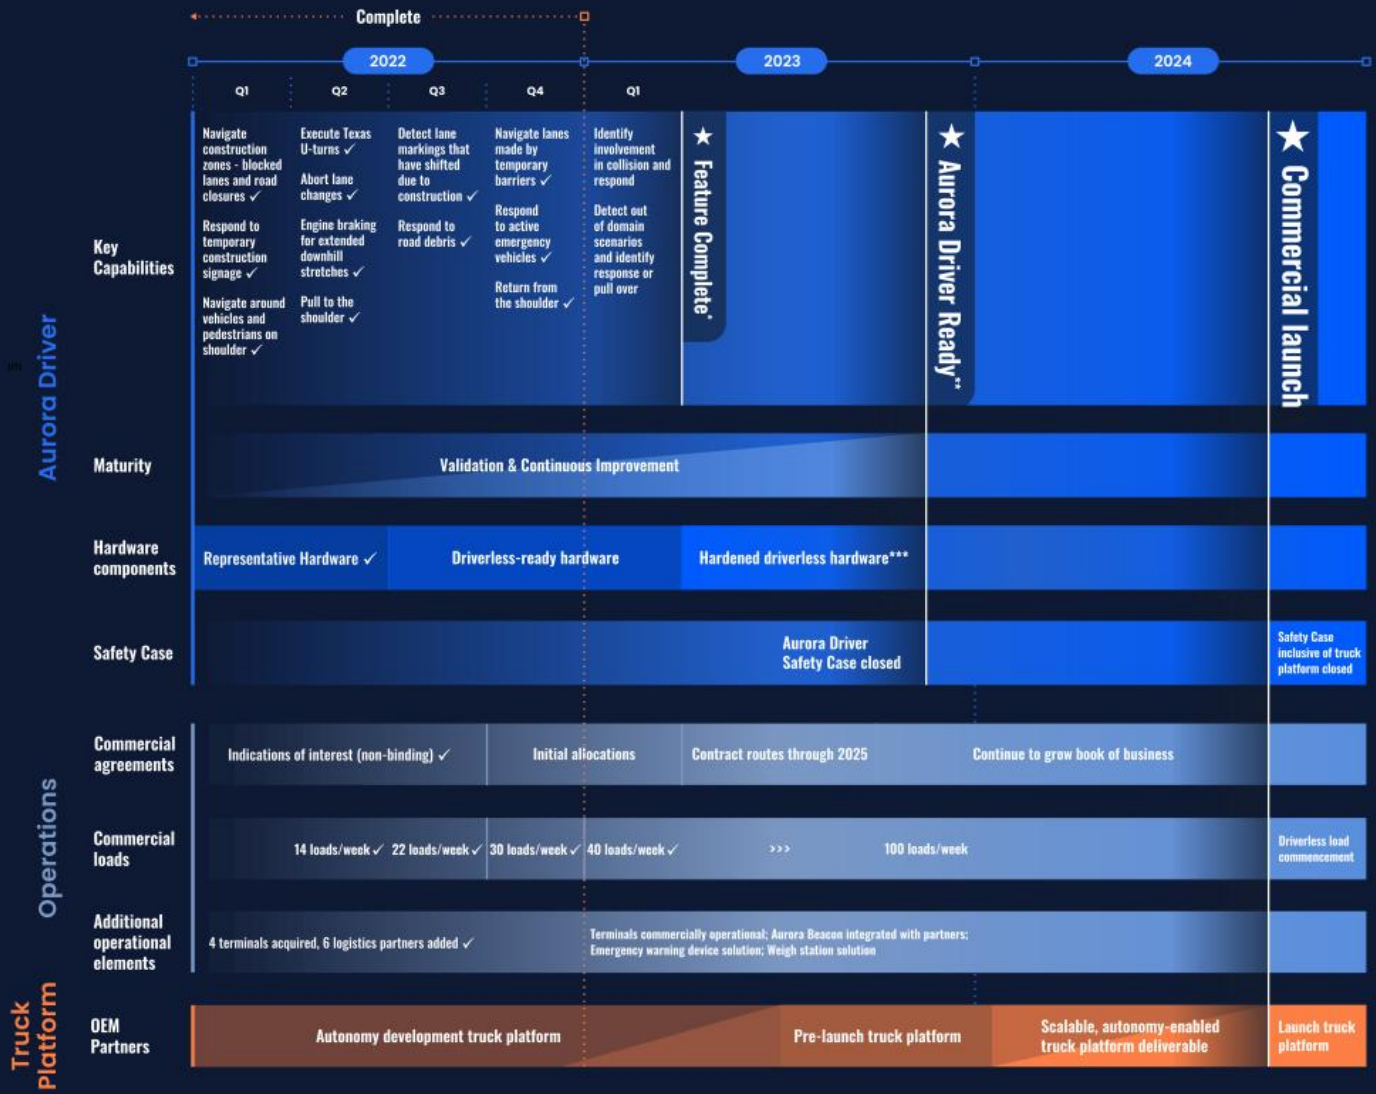 Complete
2022
2023
2024
Q1
Q2
Q3
Q4
Q1
Aurora Driver
Key
Capabilities
Navigate
construction
zones - blocked
lanes and road
closures ✓
Respond to
temporary
construction
signage ✓
Navigate around
vehicles and
pedestrians on
shoulder ✓
Execute Texas
U-turns ✓
Abort lane
changes ✓
Engine braking
for extended
downhill
stretches ✓
Pull to the
shoulder ✓
Detect lane
markings that
have shifted
due to
construction ✓
Respond to
road debris ✓
Navigate lanes
made by
temporary
barriers ✓
Respond
to active
emergency
vehicles ✓
Return from
the shoulder ✓
Identify
involvement
in collision and
respond
Detect out
of domain
scenarios
and identify
response or
pull over
★ Feature Complete*
★ Aurora Driver Ready**
★ Commercial launch
Maturity
Validation & Continuous Improvement
Hardware
components
Representative Hardware ✓
Driverless-ready hardware
Hardened driverless hardware***
Safety Case
Aurora Driver
Safety Case closed
Safety Case
inclusive of truck
platform closed
Operations
Commercial
agreements
Indications of interest (non-binding) ✓
Initial allocations
Contract routes through 2025
Continue to grow book of business
Commercial
loads
14 loads/week ✓
22 loads/week ✓
30 loads/week ✓
40 loads/week ✓
>>>
100 loads/week
Driverless load
commencement
Additional
operational
elements
4 terminals acquired, 6 logistics partners added ✓
Terminals commercially operational; Aurora Beacon integrated with partners;
Emergency warning device solution; Weigh station solution
Truck
Platform
OEM
Partners
Autonomy development truck platform
Pre-launch truck platform
Scalable, autonomy-enabled
truck platform deliverable
Launch truck
platform